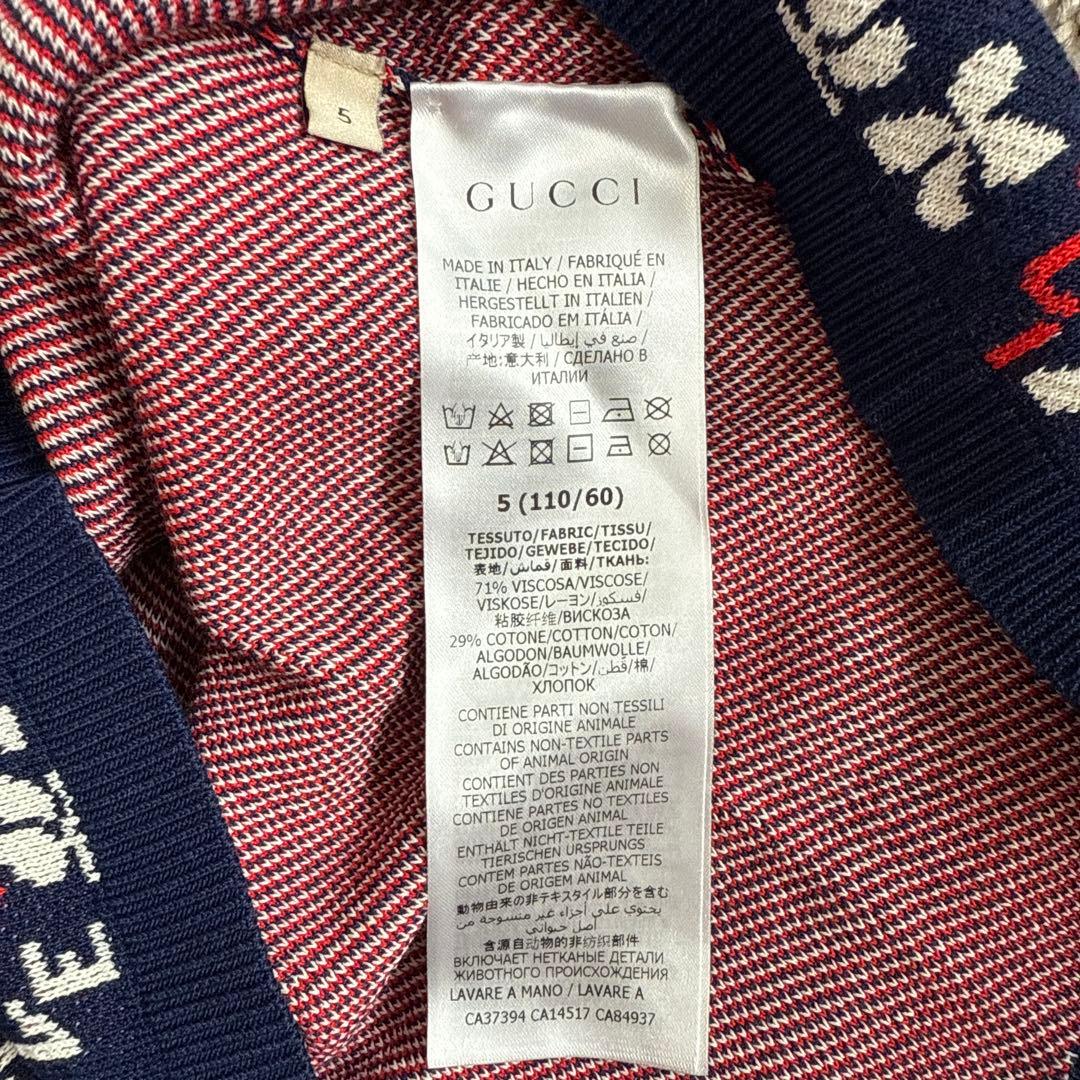 5
GUCCI
MADE IN ITALY / FABRIQUÉ EN
ITALIE / HECHO EN ITALIA /
HERGESTELLT IN ITALIEN /
FABRICADO EM ITÁLIA /
イタリア製 / صنع في إيطاليا /
产地:意大利 / СДЕЛАНО В
ИТАЛИИ
5 (110/60)
TESSUTO/FABRIC/TISSU/
TEJIDO/GEWEBE/TECIDO/
表地/قماش/面料/ТКАНЬ:
71% VISCOSA/VISCOSE/
VISKOSE/レーヨン/فسكوز/
粘胶纤维/ВИСКОЗА
29% COTONE/COTTON/COTON/
ALGODON/BAUMWOLLE/
ALGODÃO/コットン/قطن/棉/
ХЛОПОК
CONTIENE PARTI NON TESSILI
DI ORIGINE ANIMALE
CONTAINS NON-TEXTILE PARTS
OF ANIMAL ORIGIN
CONTIENT DES PARTIES NON
TEXTILES D'ORIGINE ANIMALE
CONTIENE PARTES NO TEXTILES
DE ORIGEN ANIMAL
ENTHÄLT NICHT-TEXTILE TEILE
TIERISCHEN URSPRUNGS
CONTEM PARTES NÃO-TEXTEIS
DE ORIGEM ANIMAL
動物由来の非テキスタイル部分を含む
يحتوي على أجزاء غير منسوجة من
أصل حيواني
含源自动物的非纺织部件
ВКЛЮЧАЕТ НЕТКАНЫЕ ДЕТАЛИ
ЖИВОТНОГО ПРОИСХОЖДЕНИЯ
LAVARE A MANO / LAVARE A
CA37394 CA14517 CA84937